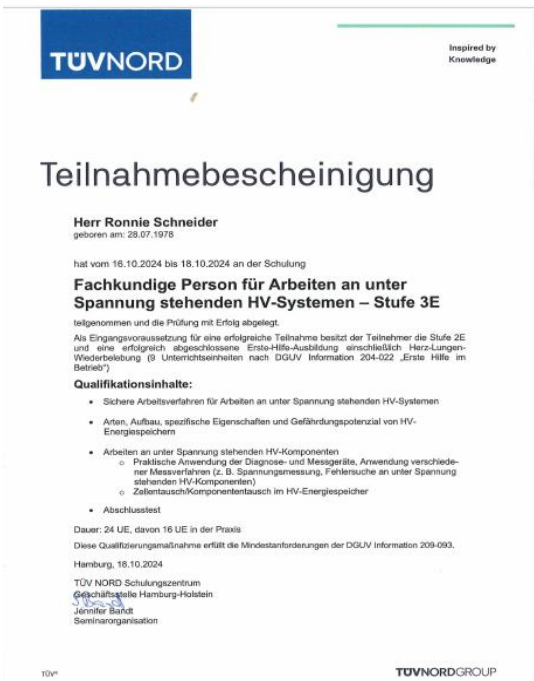 TÜVNORD
Inspired by
Knowledge
Teilnahmebescheinigung
Herr Ronnie Schneider
geboren am: 28.07.1978
hat vom 16.10.2024 bis 18.10.2024 an der Schulung
Fachkundige Person für Arbeiten an unter
Spannung stehenden HV-Systemen – Stufe 3E
teilgenommen und die Prüfung mit Erfolg abgelegt.
Als Eingangsvoraussetzung für eine erfolgreiche Teilnahme besitzt der Teilnehmer die Stufe 2E
und eine erfolgreich abgeschlossene Erste-Hilfe-Ausbildung einschließlich Herz-Lungen-
Wiederbelebung (9 Unterrichtseinheiten nach DGUV Information 204-022 „Erste Hilfe im
Betrieb")
Qualifikationsinhalte:
• Sichere Arbeitsverfahren für Arbeiten an unter Spannung stehenden HV-Systemen
• Arten, Aufbau, spezifische Eigenschaften und Gefährdungspotenzial von HV-
Energiespeichern
• Arbeiten an unter Spannung stehenden HV-Komponenten
o Praktische Anwendung der Diagnose- und Messgeräte, Anwendung verschiede-
ner Messverfahren (z. B. Spannungsmessung, Fehlersuche an unter Spannung
stehenden HV-Komponenten)
o Zellentausch/Komponententausch im HV-Energiespeicher
• Abschlusstest
Dauer: 24 UE, davon 16 UE in der Praxis
Diese Qualifizierungsmaßnahme erfüllt die Mindestanforderungen der DGUV Information 209-093.
Hamburg, 18.10.2024
TÜV NORD Schulungszentrum
Geschäftsstelle Hamburg-Holstein
Jennifer Bandt
Seminarorganisation
TÜV®
TÜVNORDGROUP